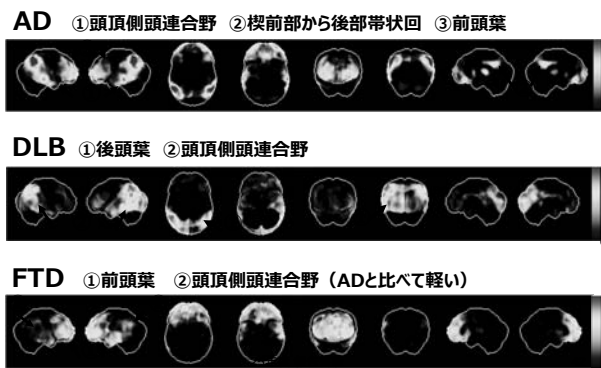 AD ①頭頂側頭連合野 ②楔前部から後部帯状回 ③前頭葉
DLB ①後頭葉 ②頭頂側頭連合野
FTD ①前頭葉 ②頭頂側頭連合野（ADと比べて軽い）